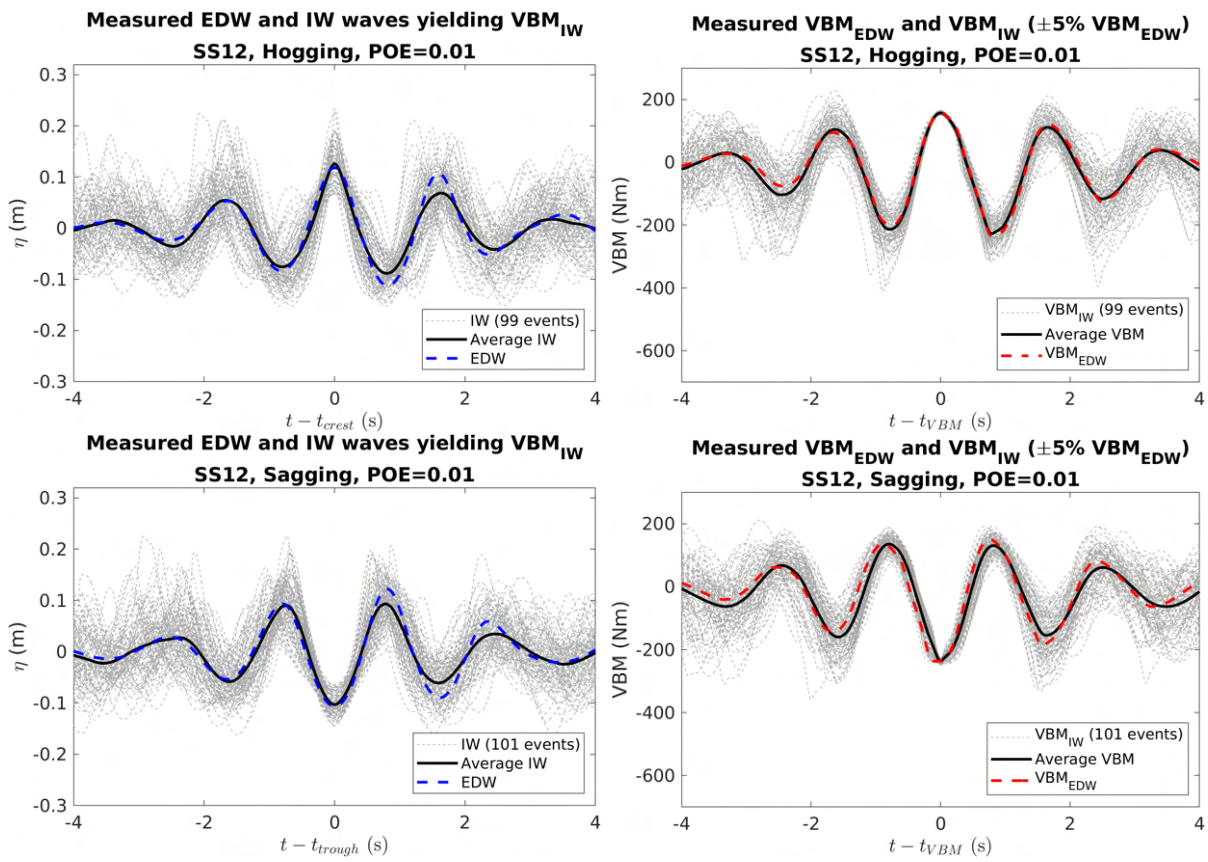 Measured EDW and IW waves yielding VBM_IW
SS12, Hogging, POE=0.01
0.3
0.2
0.1
0
-0.1
-0.2
-0.3
η (m)
IW (99 events)
Average IW
EDW
-4 -2 0 2 4
t − t_crest (s)
Measured VBM_EDW and VBM_IW (±5% VBM_EDW)
SS12, Hogging, POE=0.01
200
0
-200
-400
-600
VBM (Nm)
VBM_IW (99 events)
Average VBM
VBM_EDW
-4 -2 0 2 4
t − t_VBM (s)
Measured EDW and IW waves yielding VBM_IW
SS12, Sagging, POE=0.01
0.3
0.2
0.1
0
-0.1
-0.2
-0.3
η (m)
IW (101 events)
Average IW
EDW
-4 -2 0 2 4
t − t_trough (s)
Measured VBM_EDW and VBM_IW (±5% VBM_EDW)
SS12, Sagging, POE=0.01
200
0
-200
-400
-600
VBM (Nm)
VBM_IW (101 events)
Average VBM
VBM_EDW
-4 -2 0 2 4
t − t_VBM (s)